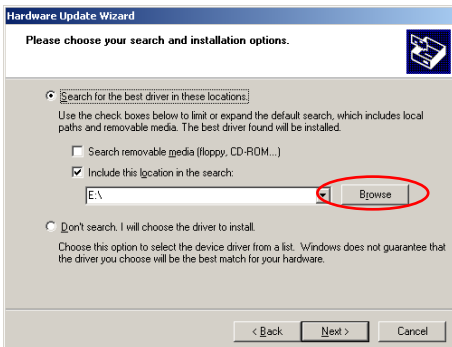 Hardware Update Wizard
Please choose your search and installation options.
Search for the best driver in these locations.
Use the check boxes below to limit or expand the default search, which includes local
paths and removable media. The best driver found will be installed.
Search removable media (floppy, CD-ROM...)
Include this location in the search:
E:\
Browse
Don't search. I will choose the driver to install.
Choose this option to select the device driver from a list. Windows does not guarantee that
the driver you choose will be the best match for your hardware.
< Back Next > Cancel